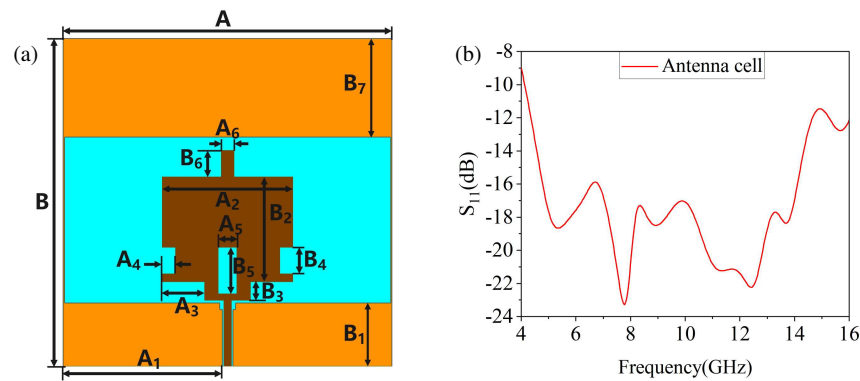 (a)
A
B
B₇
A₆
B₆
A₂
B₂
A₅
A₄
B₅
B₄
A₃
B₃
A₁
B₁
(b)
Antenna cell
S₁₁(dB)
-8
-10
-12
-14
-16
-18
-20
-22
-24
4 6 8 10 12 14 16
Frequency(GHz)